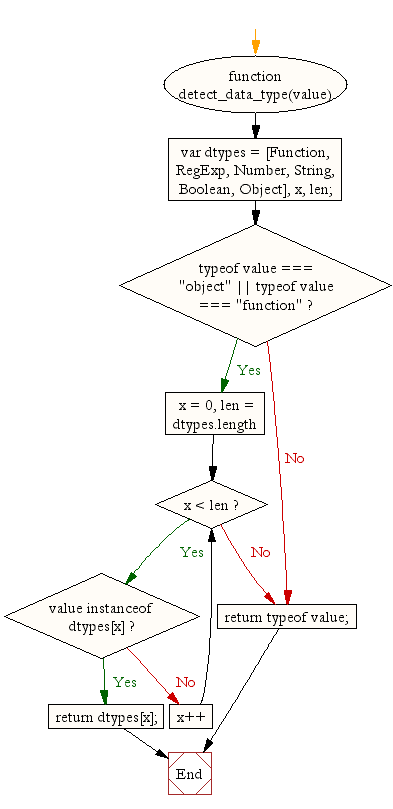 function
detect_data_type(value)
var dtypes = [Function,
RegExp, Number, String,
Boolean, Object], x, len;
typeof value ===
"object" || typeof value
=== "function" ?
Yes
x = 0, len =
dtypes.length
No
x < len ?
Yes
No
value instanceof
dtypes[x] ?
return typeof value;
Yes
No
return dtypes[x];
x++
End